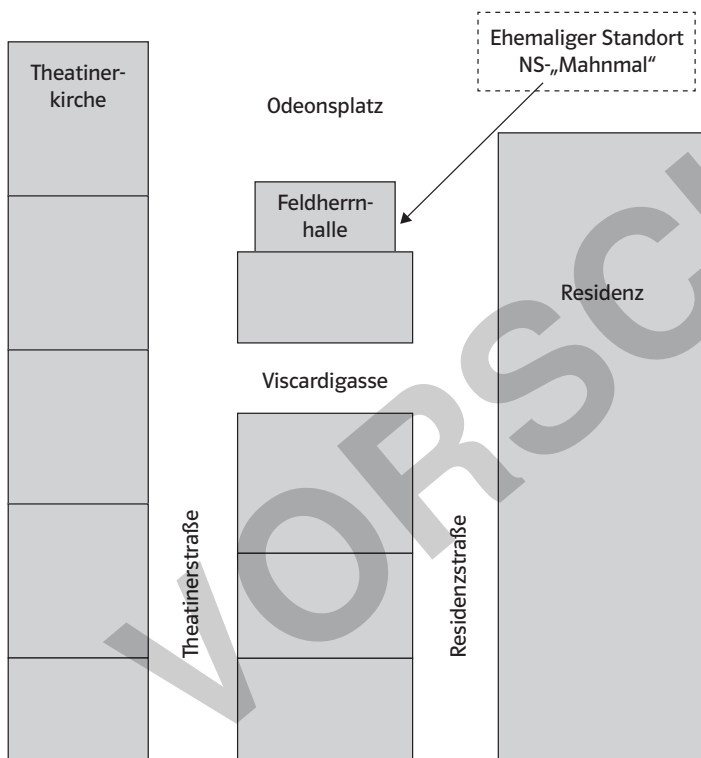 Ehemaliger Standort
NS-„Mahnmal“
Theatiner-
kirche
Odeonsplatz
Feldherrn-
halle
Residenz
Viscardigasse
Theatinerstraße
Residenzstraße
VORSC